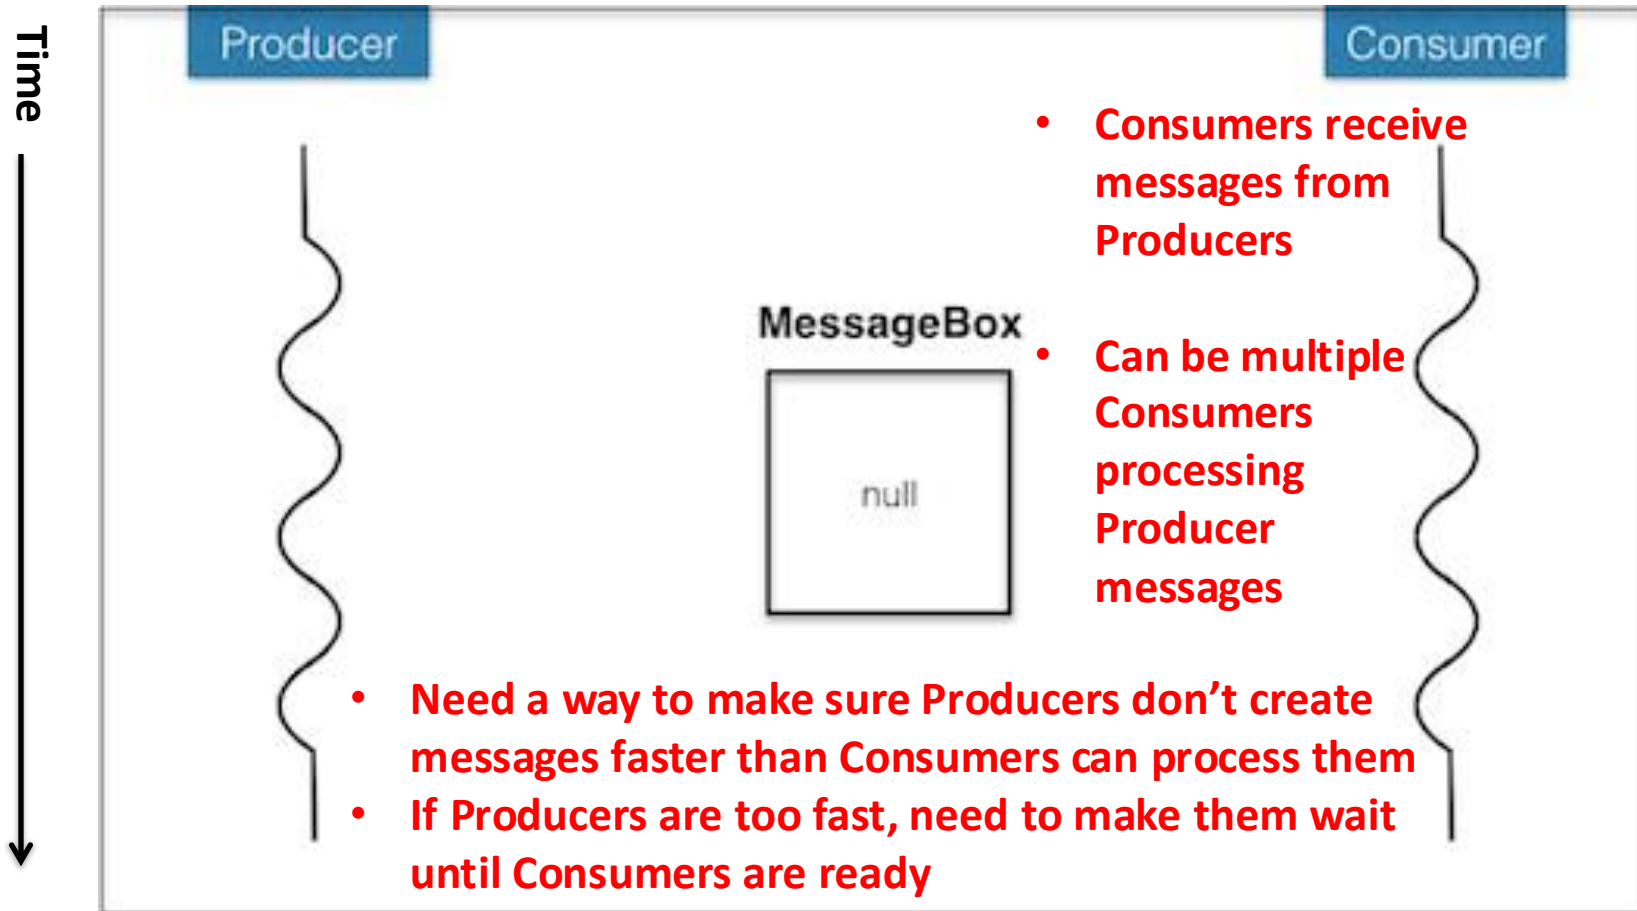 Time
Producer
Consumer
• Consumers receive
messages from
Producers
MessageBox
null
• Can be multiple
Consumers
processing
Producer
messages
• Need a way to make sure Producers don’t create
messages faster than Consumers can process them
• If Producers are too fast, need to make them wait
until Consumers are ready